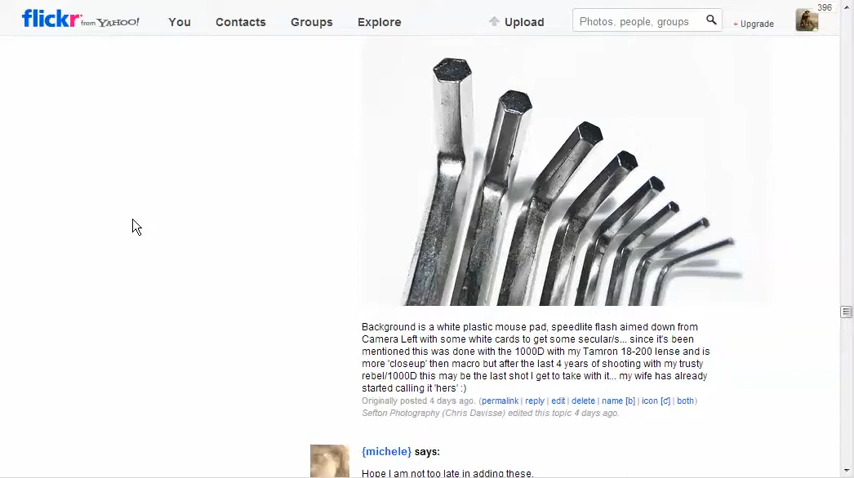 flickr from YAHOO! You Contacts Groups Explore Upload Photos, people, groups Upgrade 396
Background is a white plastic mouse pad, speedlite flash aimed down from
Camera Left with some white cards to get some secular/s... since it's been
mentioned this was done with the 1000D with my Tamron 18-200 lense and is
more 'closeup' then macro but after the last 4 years of shooting with my trusty
rebel/1000D this may be the last shot I get to take with it... my wife has already
started calling it 'hers' :)
Originally posted 4 days ago. (permalink | reply | edit | delete | name [b] | icon [c] | both)
Sefton Photography (Chris Davisse) edited this topic 4 days ago.
{michele} says:
Hope I am not too late in adding these.